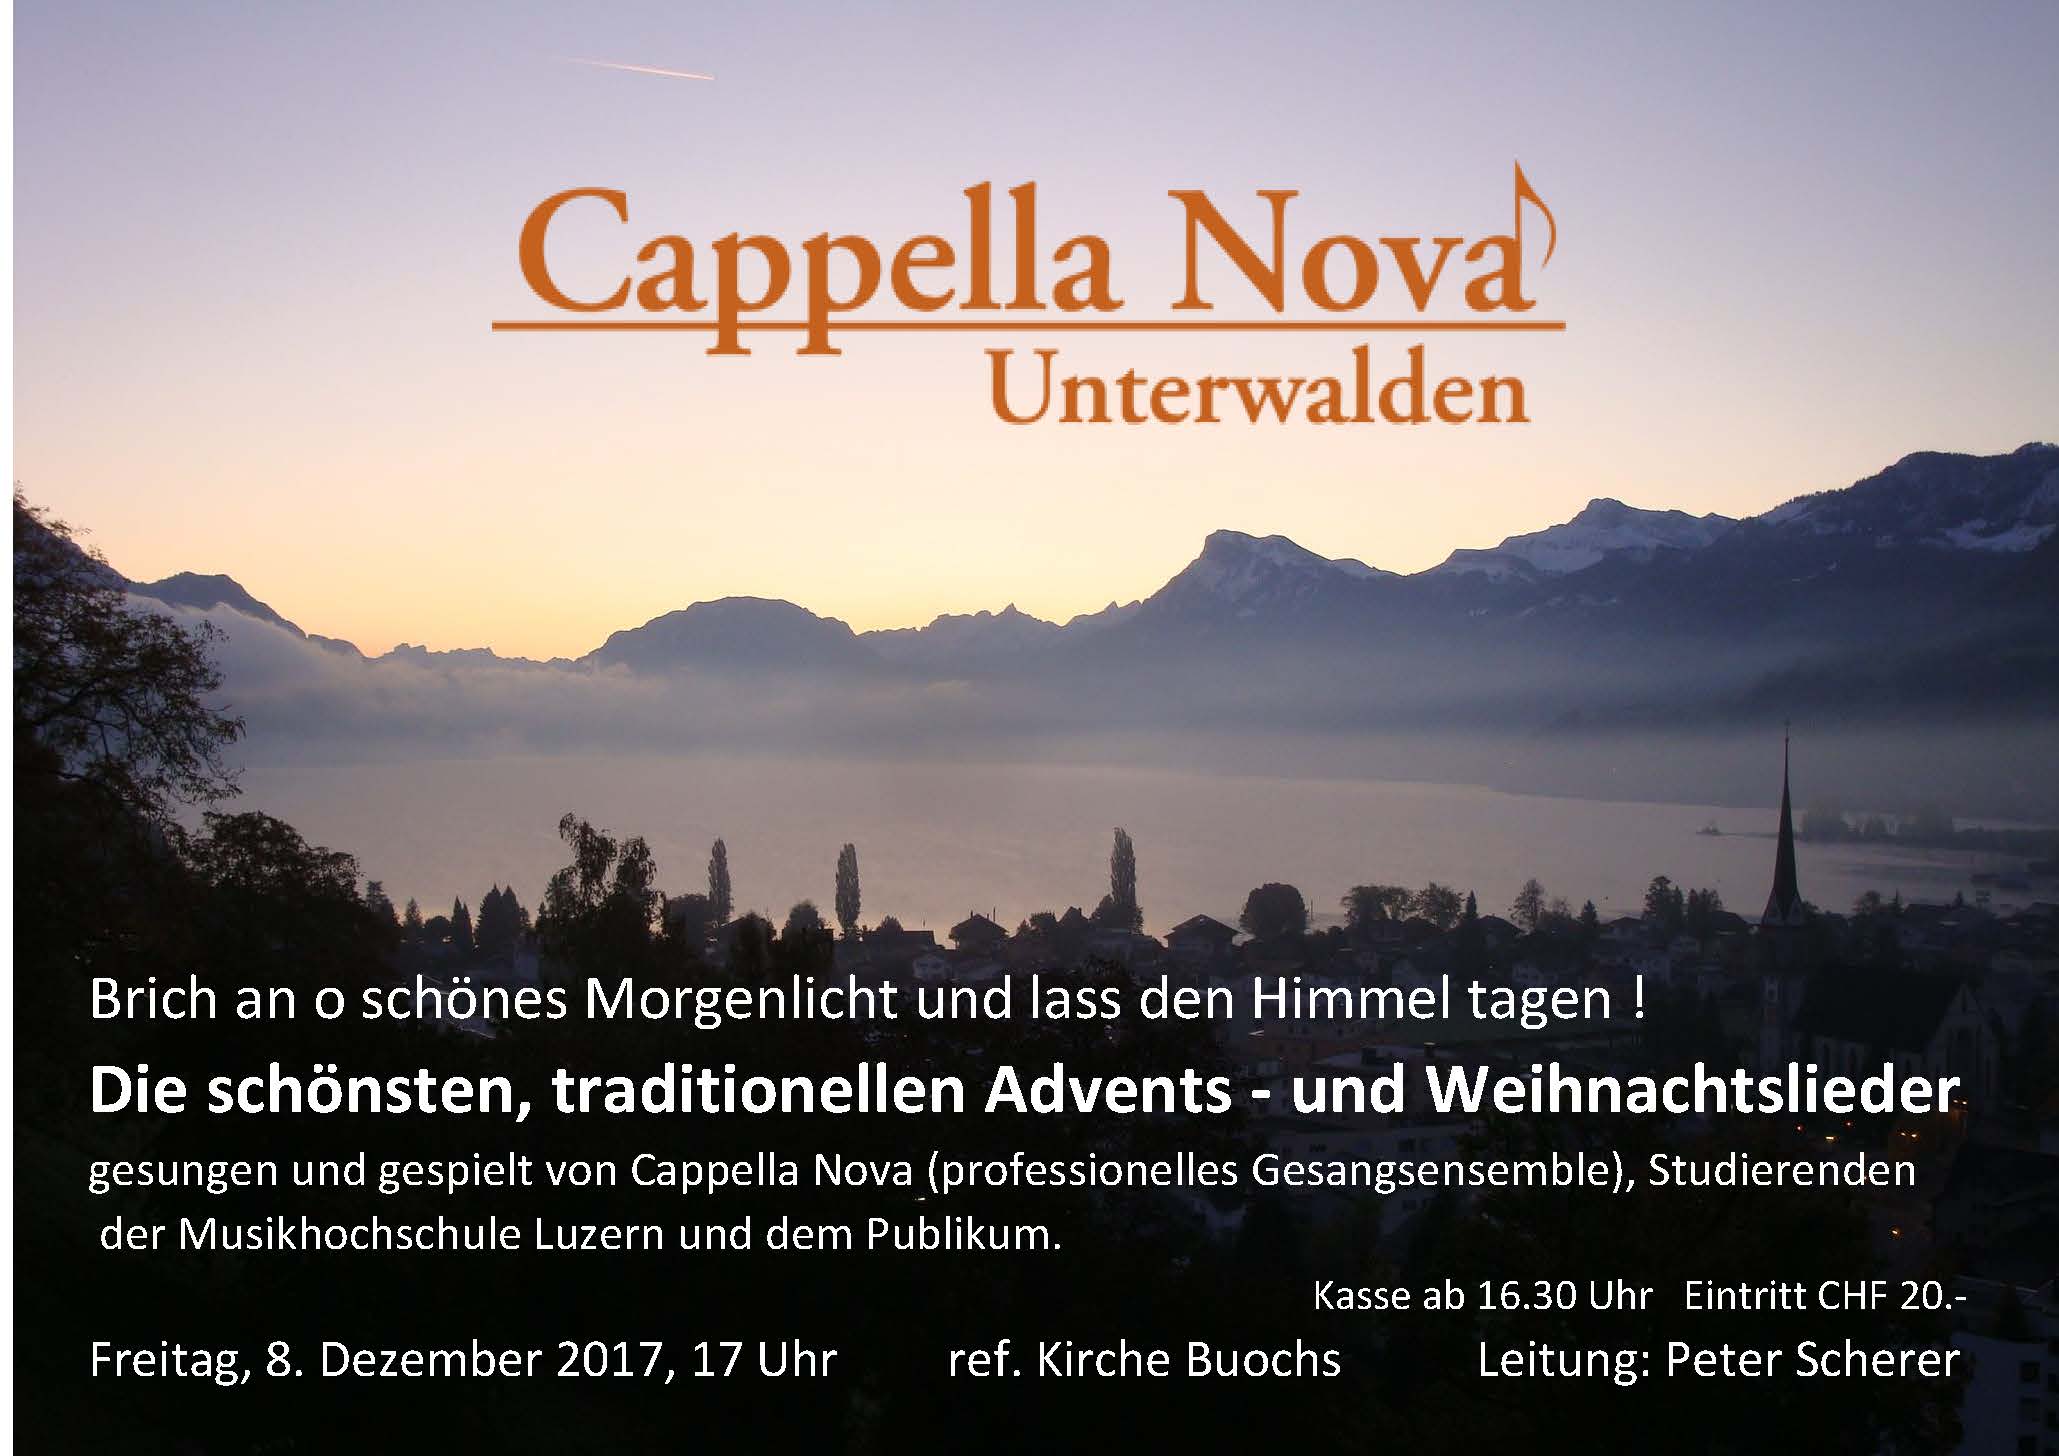 Cappella Nova
Unterwalden
Brich an o schönes Morgenlicht und lass den Himmel tagen !
Die schönsten, traditionellen Advents - und Weihnachtslieder
gesungen und gespielt von Cappella Nova (professionelles Gesangsensemble), Studierenden
der Musikhochschule Luzern und dem Publikum.
Kasse ab 16.30 Uhr   Eintritt CHF 20.-
Freitag, 8. Dezember 2017, 17 Uhr   ref. Kirche Buochs   Leitung: Peter Scherer